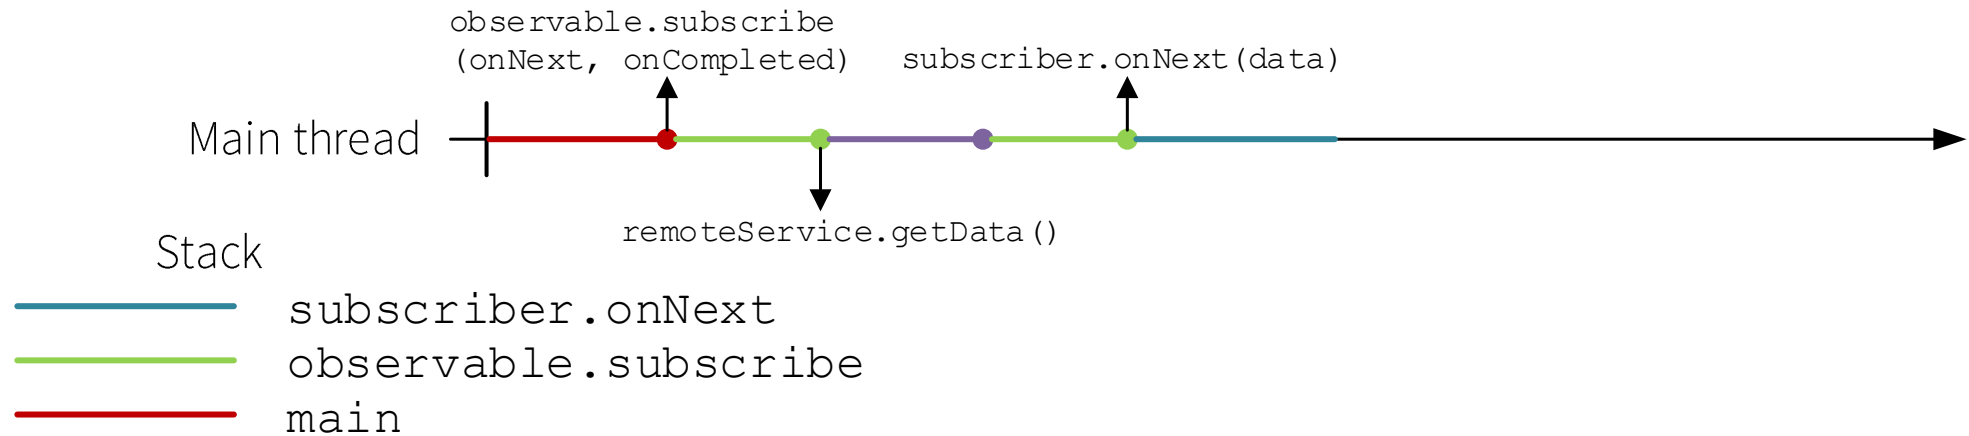 observable.subscribe
(onNext, onCompleted)
subscriber.onNext(data)
Main thread
remoteService.getData()
Stack
subscriber.onNext
observable.subscribe
main